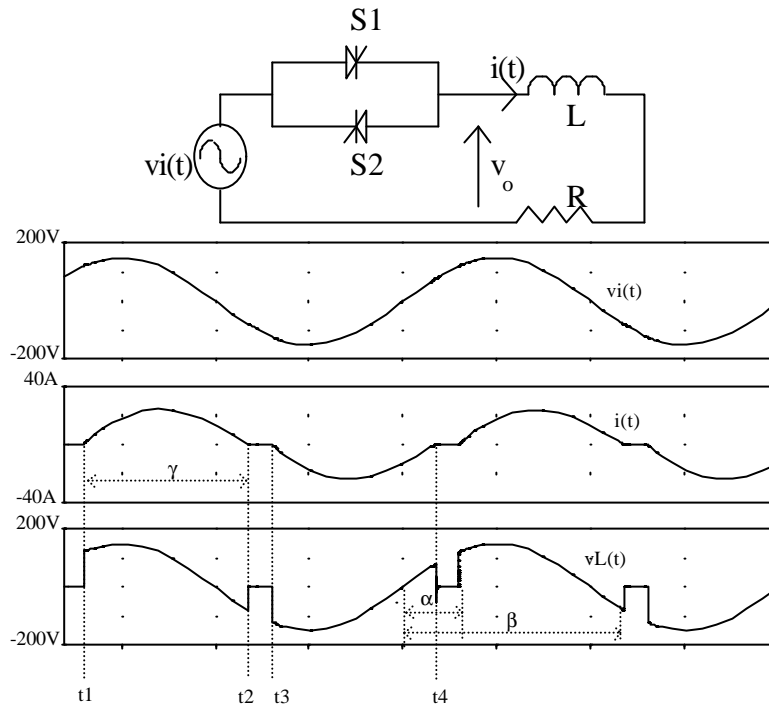 S1
i(t)
L
S2
vi(t)
v
o
R
200V
vi(t)
-200V
40A
i(t)
γ
-40A
200V
vL(t)
α
β
-200V
t1
t2
t3
t4